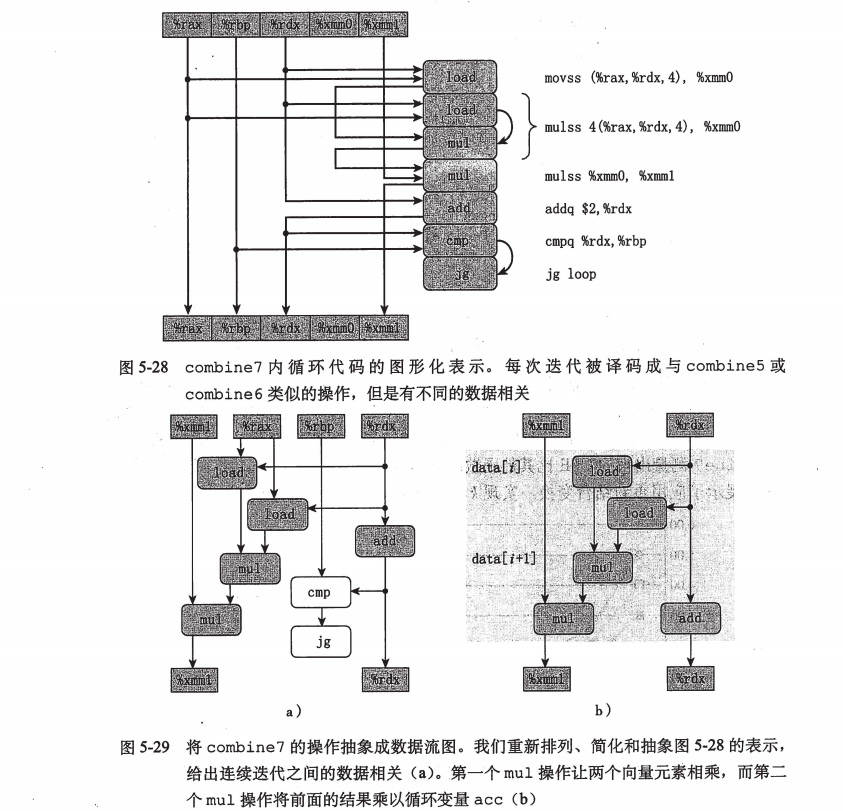 %rax %rbp %rdx %xmm0 %xmm1
load
movss (%rax,%rdx,4), %xmm0
load
mulss 4(%rax,%rdx,4), %xmm0
mul
mul
mulss %xmm0, %xmm1
add
addq $2,%rdx
cmp
cmpq %rdx,%rbp
jg
jg loop
%rax %rbp %rdx %xmm0 %xmm1
图 5-28 combine7 内循环代码的图形化表示。每次迭代被译码成与 combine5 或
combine6 类似的操作，但是有不同的数据相关
%xmm1 %rax %rbp %rdx
load
load
add
mul
cmp
mul
jg
%xmm1 %rdx
a）
%xmm1 %rdx
data[i]
load
load
data[i+1]
mul
mul
add
%xmm1 %rdx
b）
图 5-29 将 combine7 的操作抽象成数据流图。我们重新排列、简化和抽象图 5-28 的表示，
给出连续迭代之间的数据相关（a）。第一个 mul 操作让两个向量元素相乘，而第二
个 mul 操作将前面的结果乘以循环变量 acc（b）